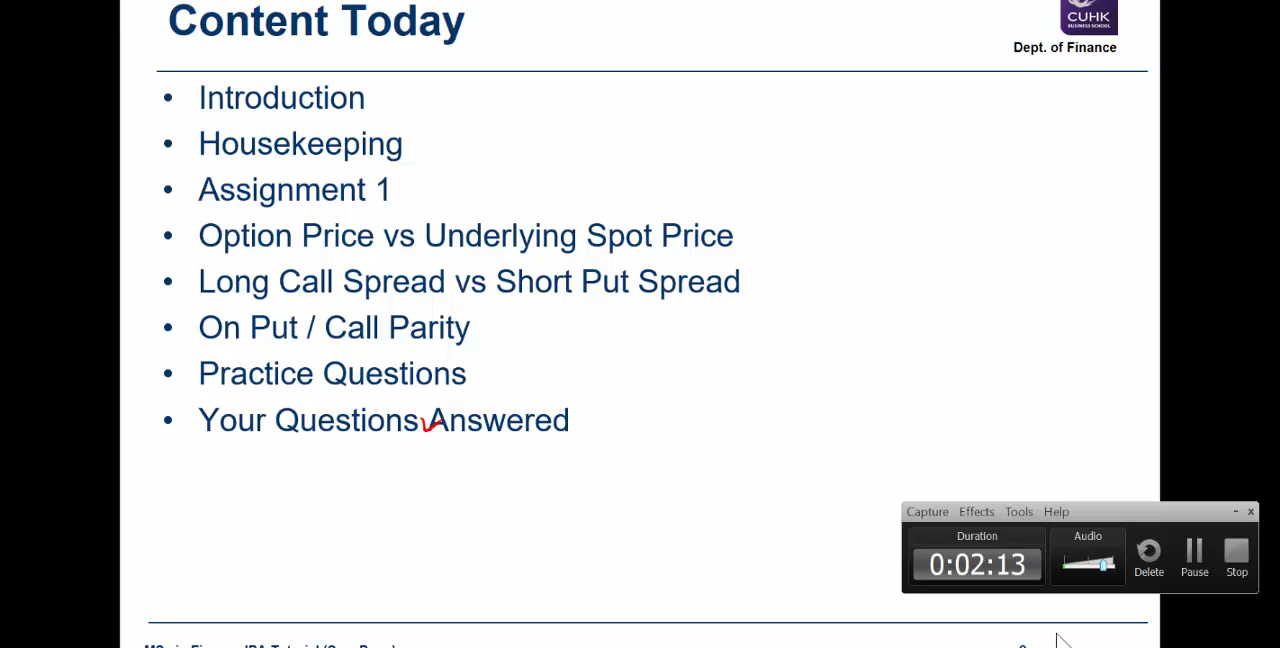 Content Today
CUHK
BUSINESS SCHOOL
Dept. of Finance
• Introduction
• Housekeeping
• Assignment 1
• Option Price vs Underlying Spot Price
• Long Call Spread vs Short Put Spread
• On Put / Call Parity
• Practice Questions
• Your Questions Answered
Capture Effects Tools Help - x
Duration Audio
0:02:13
Delete Pause Stop